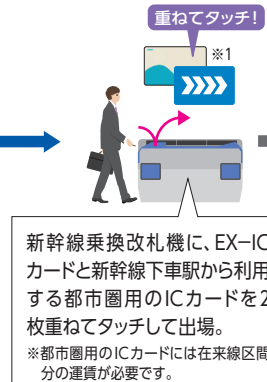 重ねてタッチ!
※1
新幹線乗換改札機に、EX−IC
カードと新幹線下車駅から利用
する都市圏用のICカードを2
枚重ねてタッチして出場。
※都市圏用のICカードには在来線区間
分の運賃が必要です。